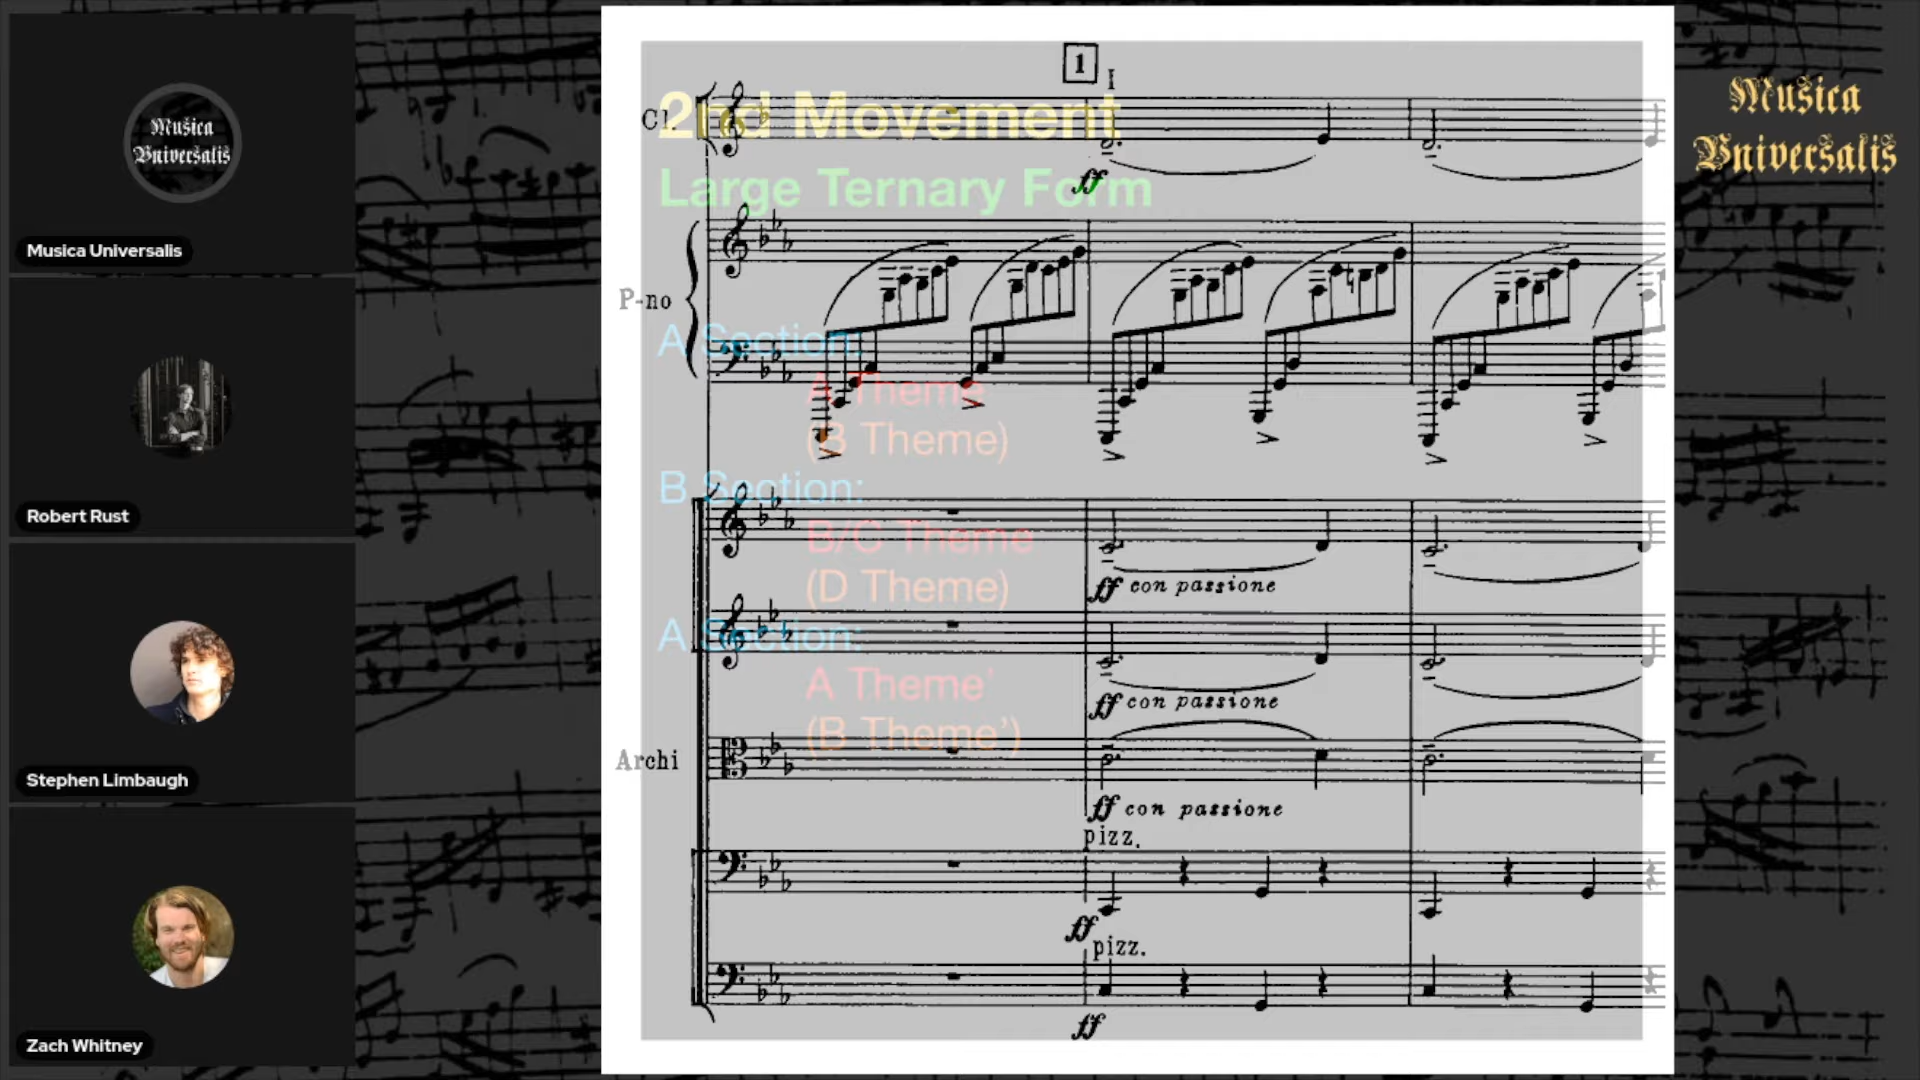 Musica
Vniversalis
Musica Universalis
Robert Rust
Stephen Limbaugh
Zach Whitney
1
I
Cl.
2nd Movement
ff
Large Ternary Form
P-no
A Section:
A Theme
(B Theme)
B Section:
B/C Theme
ff con passione
(D Theme)
A Section:
A Theme'
ff con passione
(B Theme')
Archi
ff con passione
pizz.
ff
pizz.
ff
Musica
Vniversalis